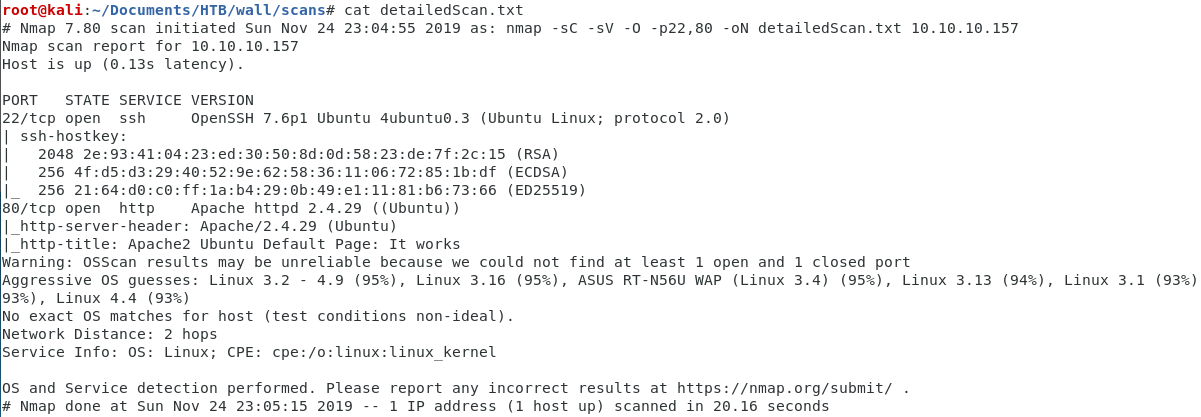 root@kali:~/Documents/HTB/wall/scans# cat detailedScan.txt
# Nmap 7.80 scan initiated Sun Nov 24 23:04:55 2019 as: nmap -sC -sV -O -p22,80 -oN detailedScan.txt 10.10.10.157
Nmap scan report for 10.10.10.157
Host is up (0.13s latency).

PORT   STATE SERVICE VERSION
22/tcp open  ssh     OpenSSH 7.6p1 Ubuntu 4ubuntu0.3 (Ubuntu Linux; protocol 2.0)
| ssh-hostkey:
|   2048 2e:93:41:04:23:ed:30:50:8d:0d:58:23:de:7f:2c:15 (RSA)
|   256 4f:d5:d3:29:40:52:9e:62:58:36:11:06:72:85:1b:df (ECDSA)
|_  256 21:64:d0:c0:ff:1a:b4:29:0b:49:e1:11:81:b6:73:66 (ED25519)
80/tcp open  http    Apache httpd 2.4.29 ((Ubuntu))
|_http-server-header: Apache/2.4.29 (Ubuntu)
|_http-title: Apache2 Ubuntu Default Page: It works
Warning: OSScan results may be unreliable because we could not find at least 1 open and 1 closed port
Aggressive OS guesses: Linux 3.2 - 4.9 (95%), Linux 3.16 (95%), ASUS RT-N56U WAP (Linux 3.4) (95%), Linux 3.13 (94%), Linux 3.1 (93%)
93%), Linux 4.4 (93%)
No exact OS matches for host (test conditions non-ideal).
Network Distance: 2 hops
Service Info: OS: Linux; CPE: cpe:/o:linux:linux_kernel

OS and Service detection performed. Please report any incorrect results at https://nmap.org/submit/ .
# Nmap done at Sun Nov 24 23:05:15 2019 -- 1 IP address (1 host up) scanned in 20.16 seconds